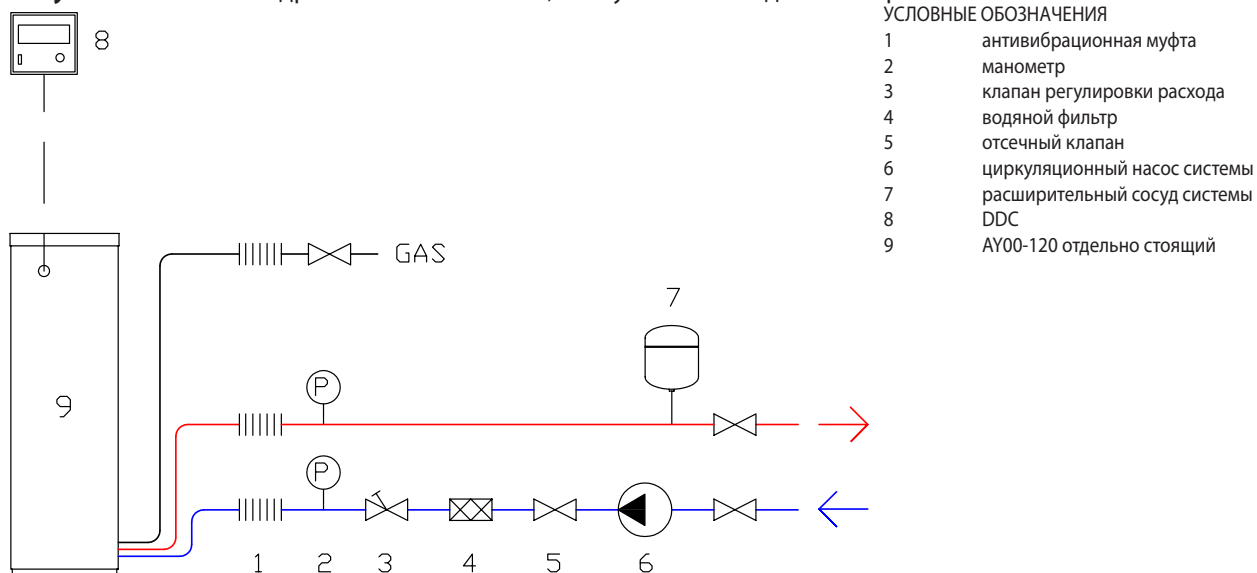 УСЛОВНЫЕ ОБОЗНАЧЕНИЯ
1 антивибрационная муфта
2 манометр
3 клапан регулировки расхода
4 водяной фильтр
5 отсечный клапан
6 циркуляционный насос системы
7 расширительный сосуд системы
8 DDC
9 AY00-120 отдельно стоящий
8
GAS
7
9
P
P
1 2 3 4 5 6